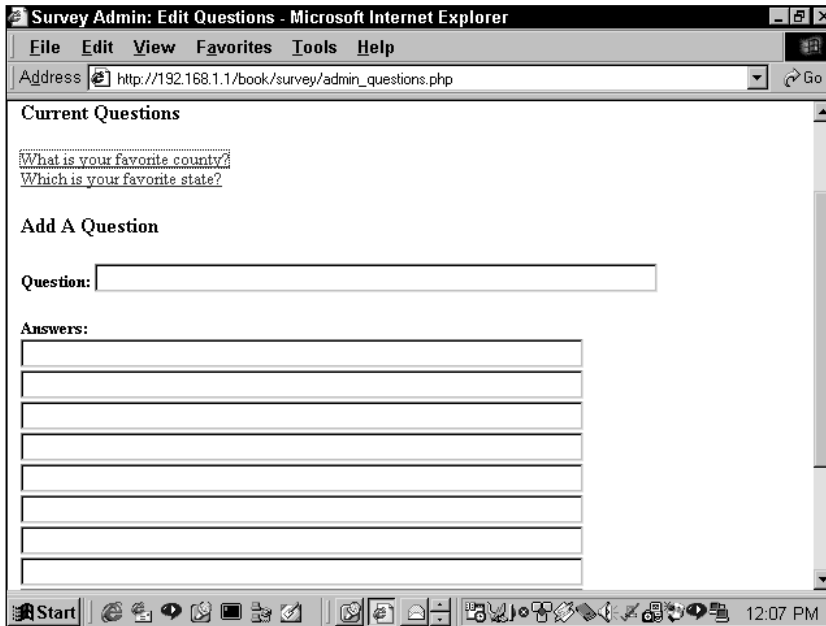 Survey Admin: Edit Questions - Microsoft Internet Explorer
File Edit View Favorites Tools Help
Address http://192.168.1.1/book/survey/admin_questions.php Go
Current Questions
What is your favorite county?
Which is your favorite state?
Add A Question
Question:
Answers:
Start 12:07 PM